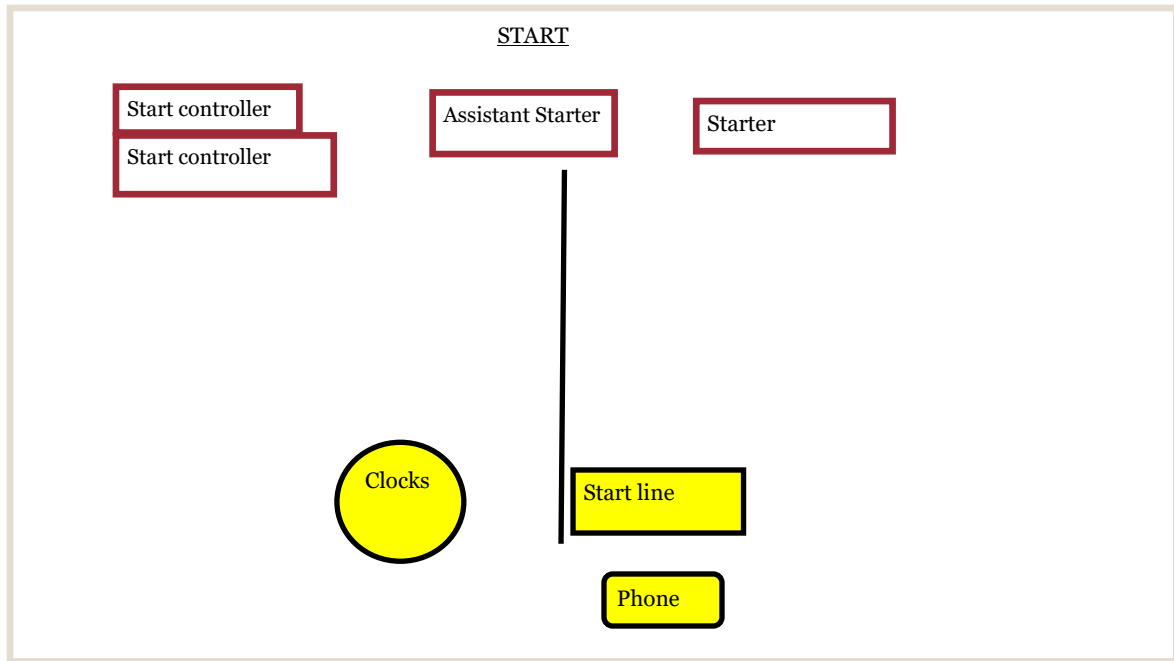 START
Start controller
Assistant Starter
Starter
Start controller
Clocks
Start line
Phone